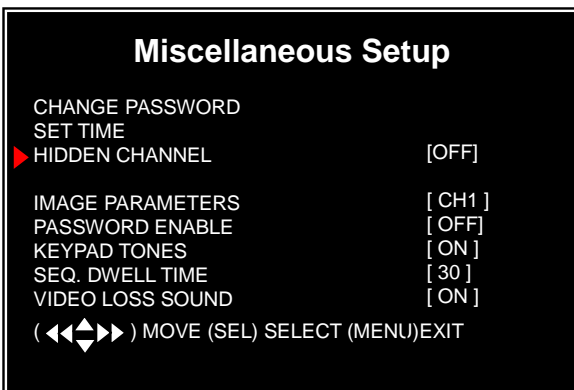 Miscellaneous Setup
CHANGE PASSWORD
SET TIME
HIDDEN CHANNEL [OFF]
IMAGE PARAMETERS [ CH1 ]
PASSWORD ENABLE [ OFF]
KEYPAD TONES [ ON ]
SEQ. DWELL TIME [ 30 ]
VIDEO LOSS SOUND [ ON ]
( ) MOVE (SEL) SELECT (MENU)EXIT